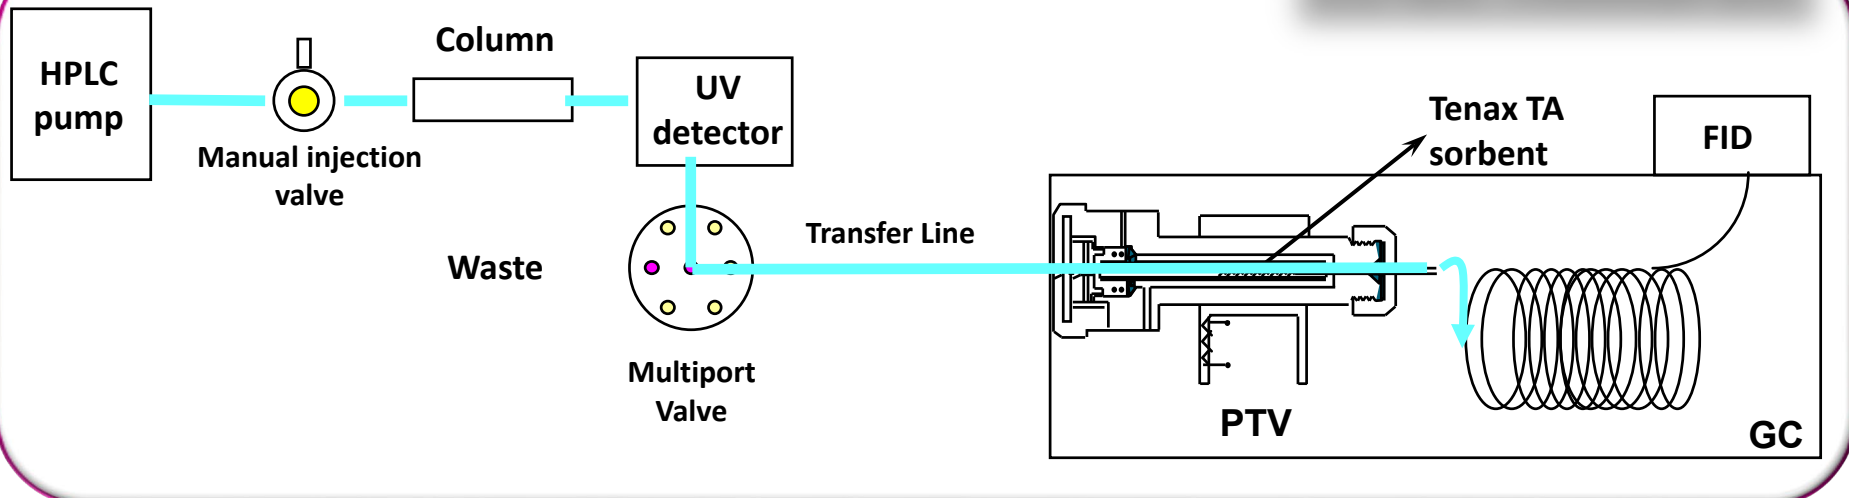 HPLC
pump
Manual injection
valve
Column
UV
detector
Waste
Multiport
Valve
Transfer Line
Tenax TA
sorbent
FID
PTV
GC